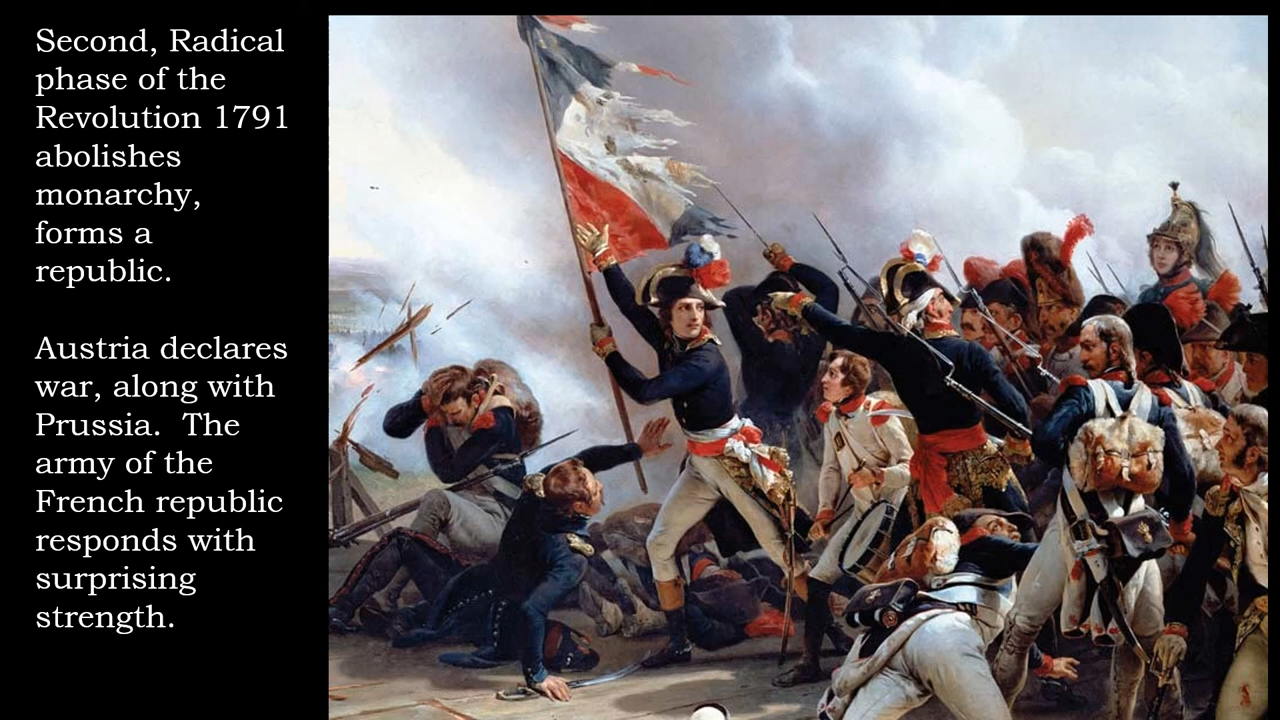 Second, Radical
phase of the
Revolution 1791
abolishes
monarchy,
forms a
republic.
Austria declares
war, along with
Prussia.  The
army of the
French republic
responds with
surprising
strength.